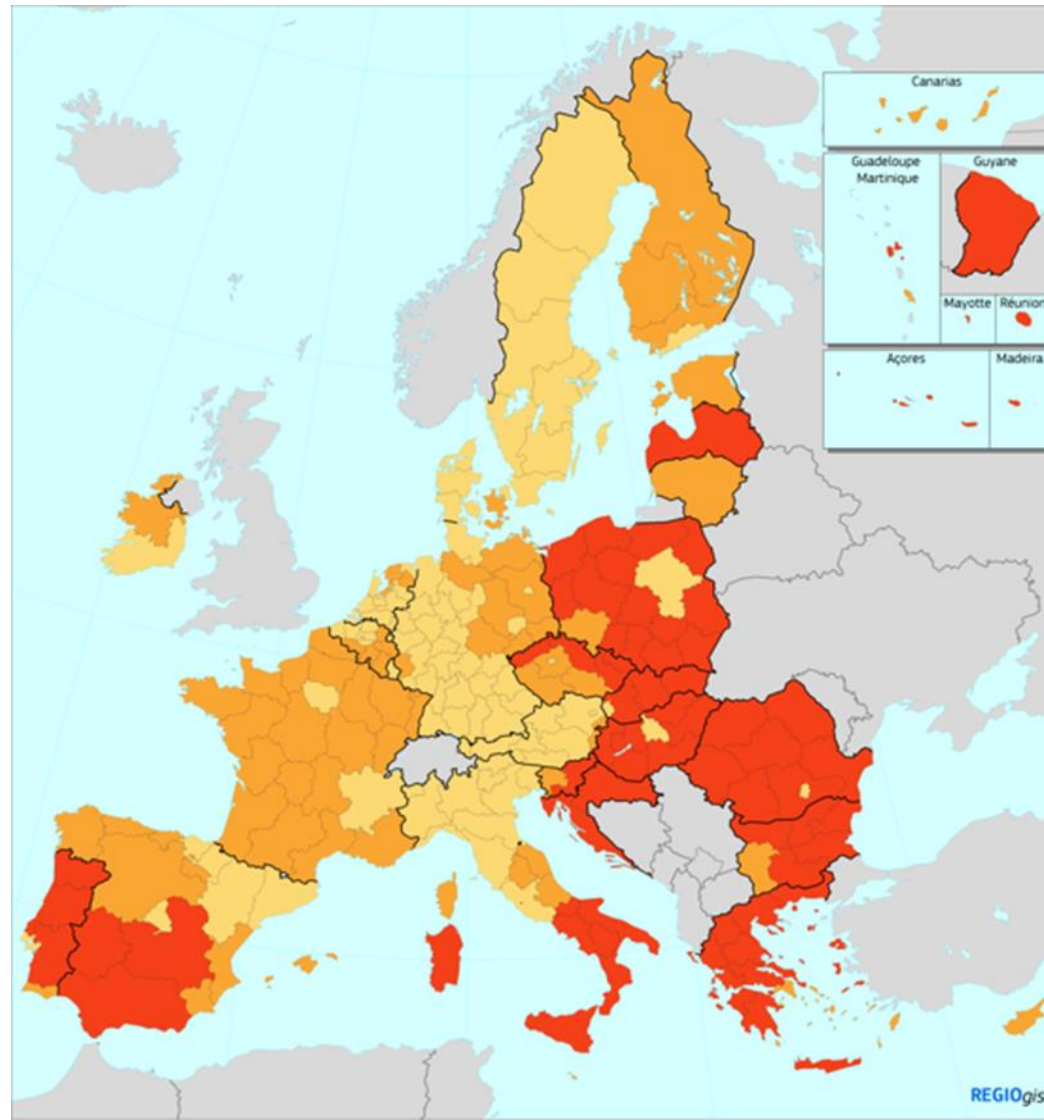 Canarias
Guadeloupe
Martinique
Guyane
Mayotte
Réunion
Açores
Madeira
REGIOgis